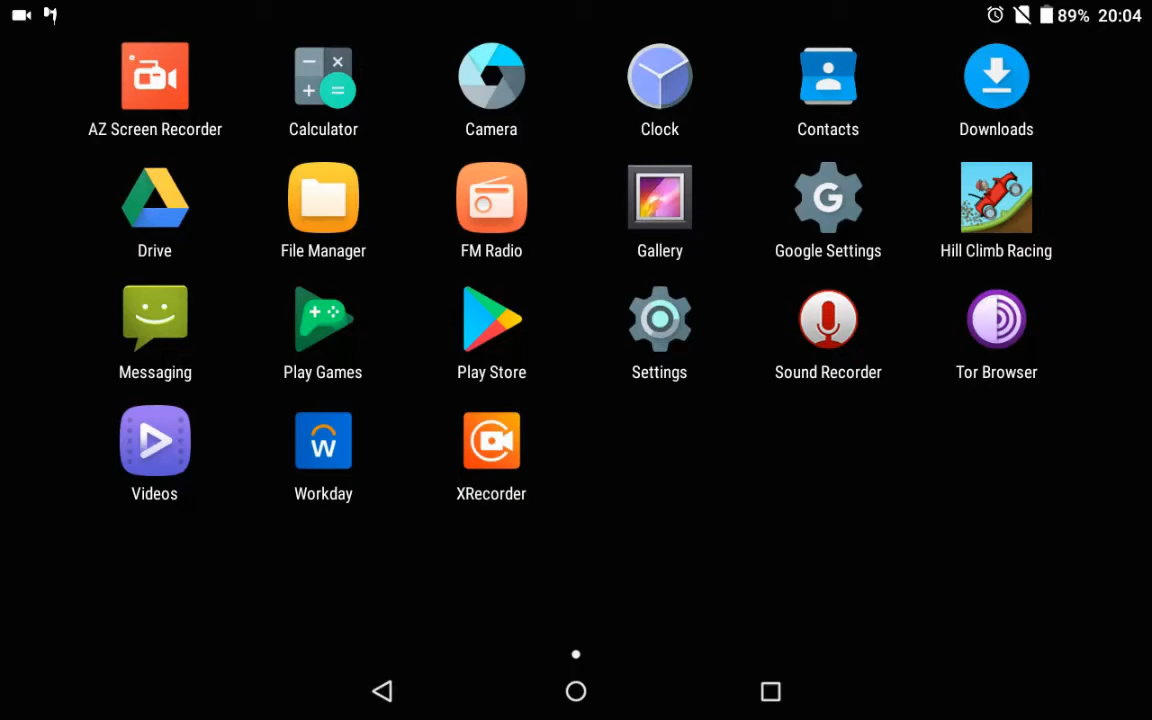 89% 20:04
AZ Screen Recorder Calculator Camera Clock Contacts Downloads
Drive File Manager FM Radio Gallery Google Settings Hill Climb Racing
Messaging Play Games Play Store Settings Sound Recorder Tor Browser
Videos Workday XRecorder